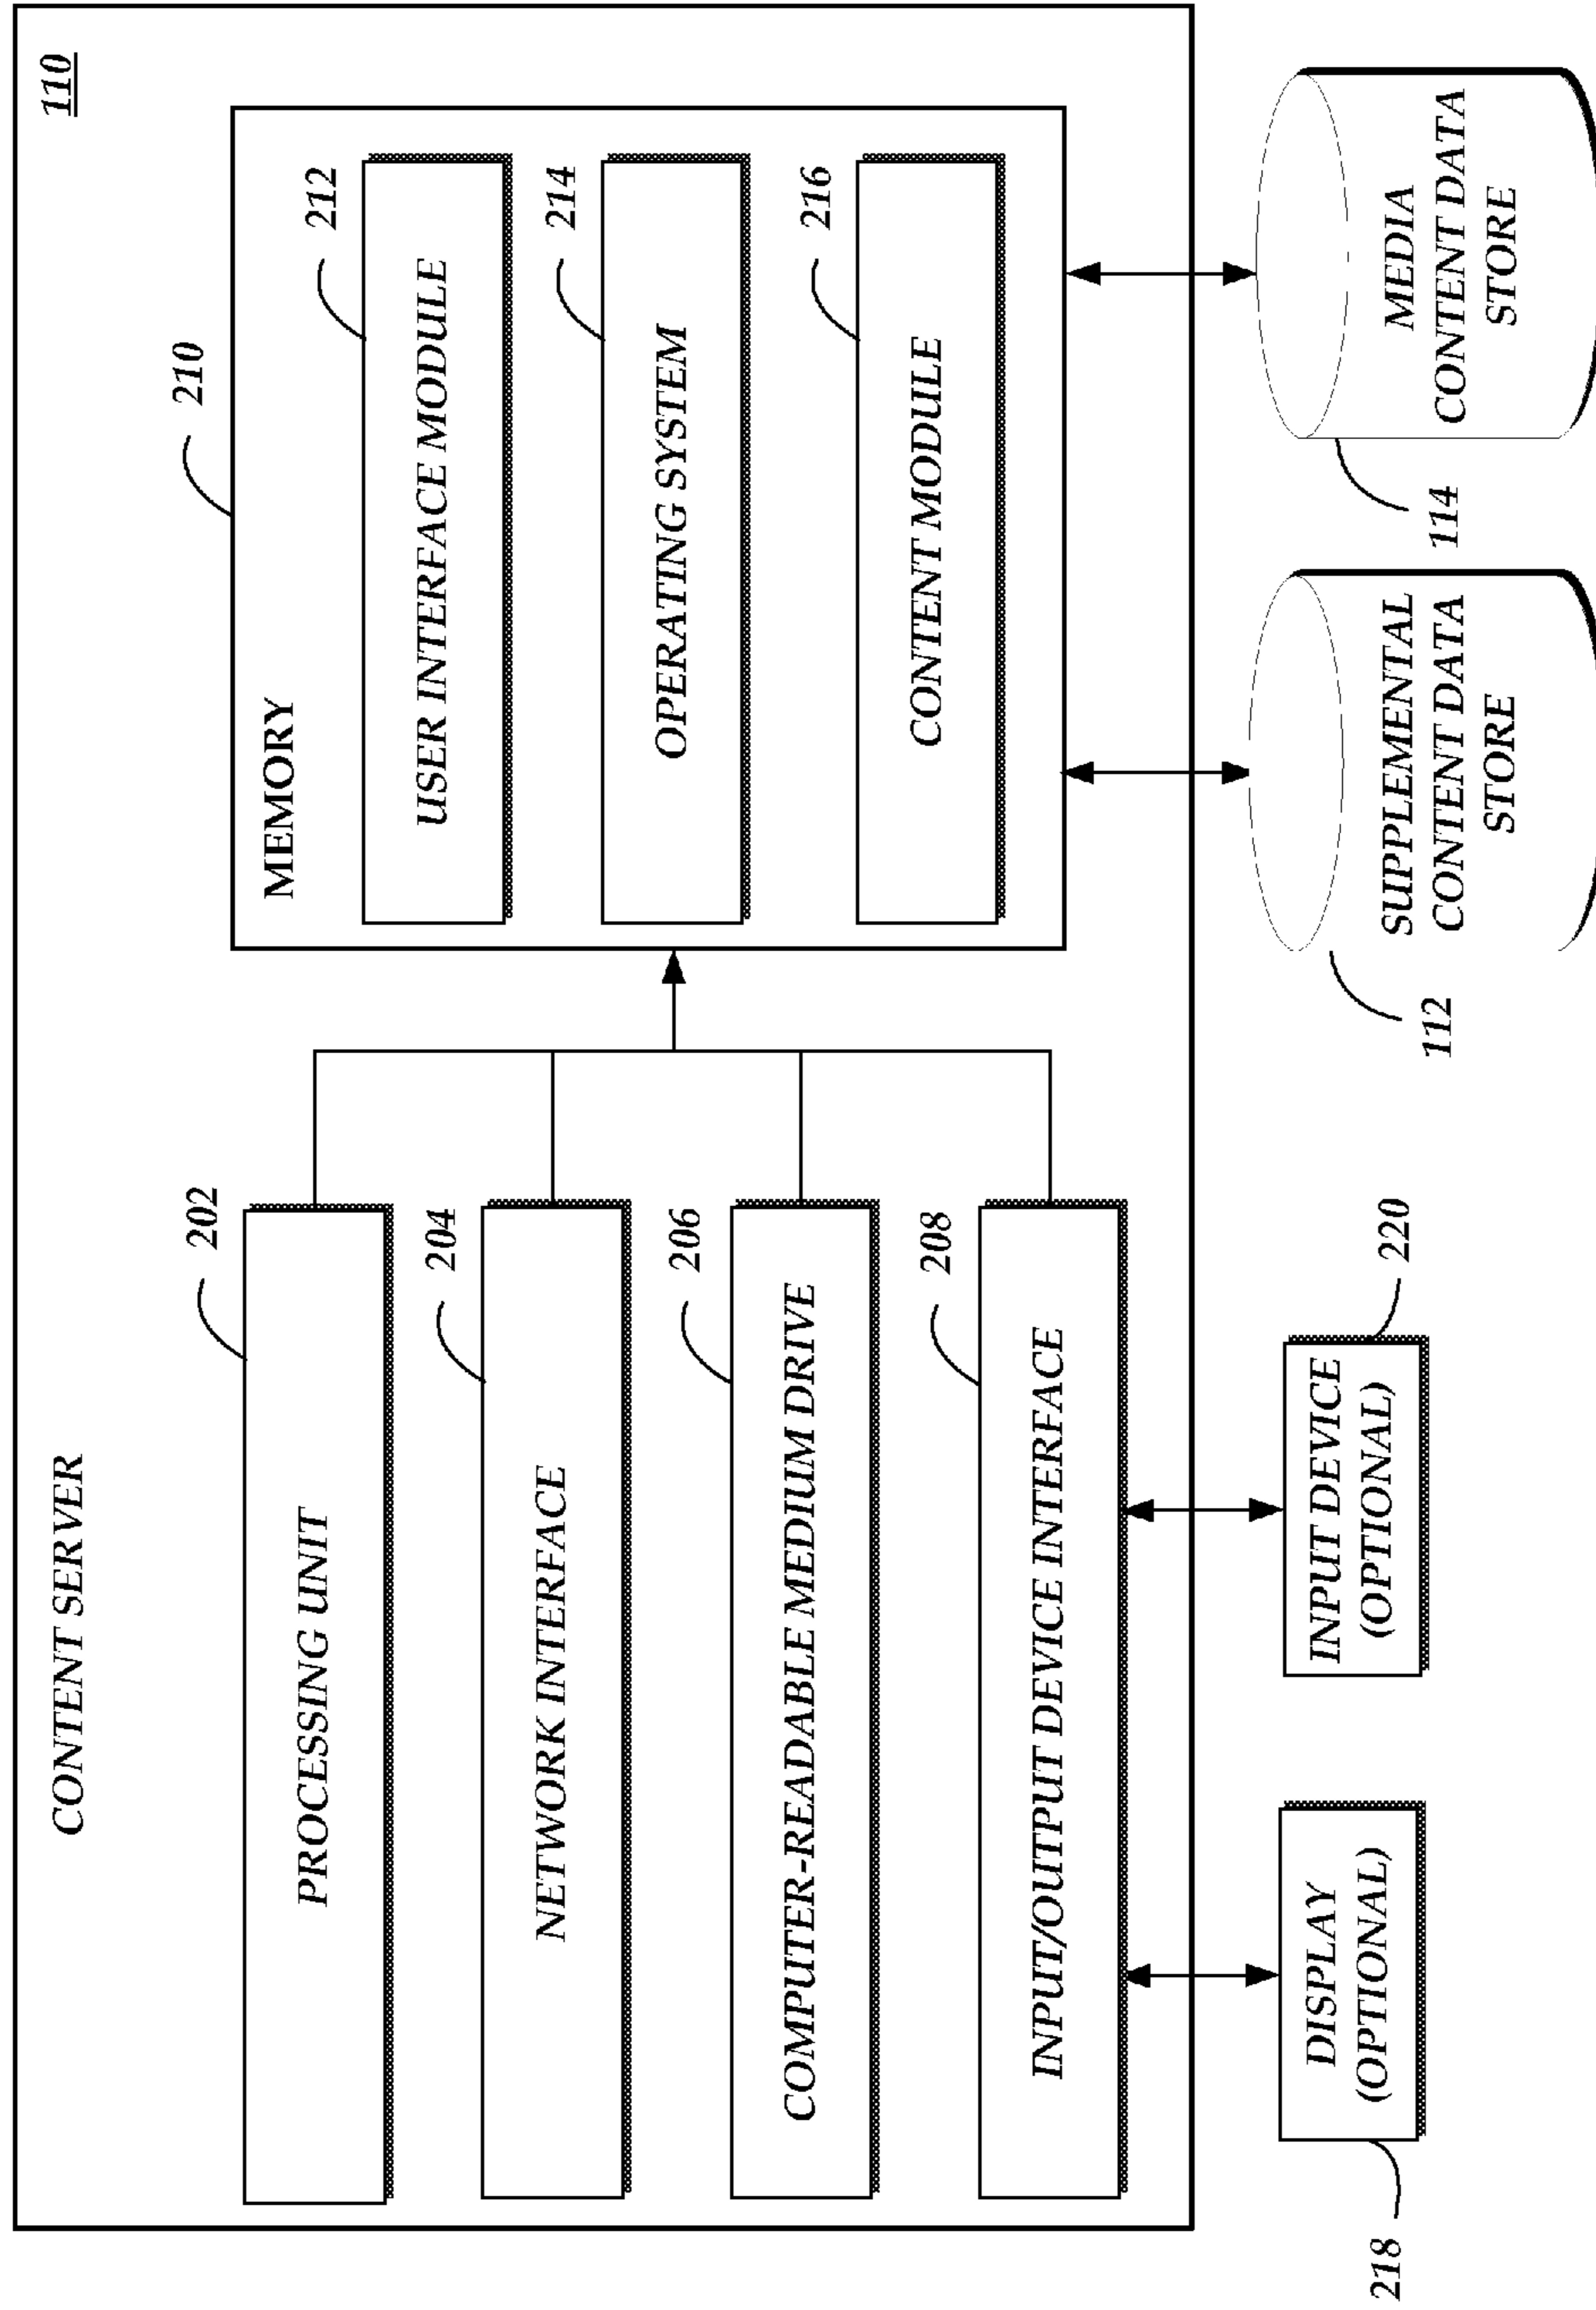 CONTENT SERVER
110
202
PROCESSING UNIT
204
NETWORK INTERFACE
206
COMPUTER-READABLE MEDIUM DRIVE
208
INPUT/OUTPUT DEVICE INTERFACE
210
MEMORY
212
USER INTERFACE MODULE
214
OPERATING SYSTEM
216
CONTENT MODULE
218
DISPLAY
(OPTIONAL)
INPUT DEVICE
(OPTIONAL)
220
112
SUPPLEMENTAL
CONTENT DATA
STORE
114
MEDIA
CONTENT DATA
STORE